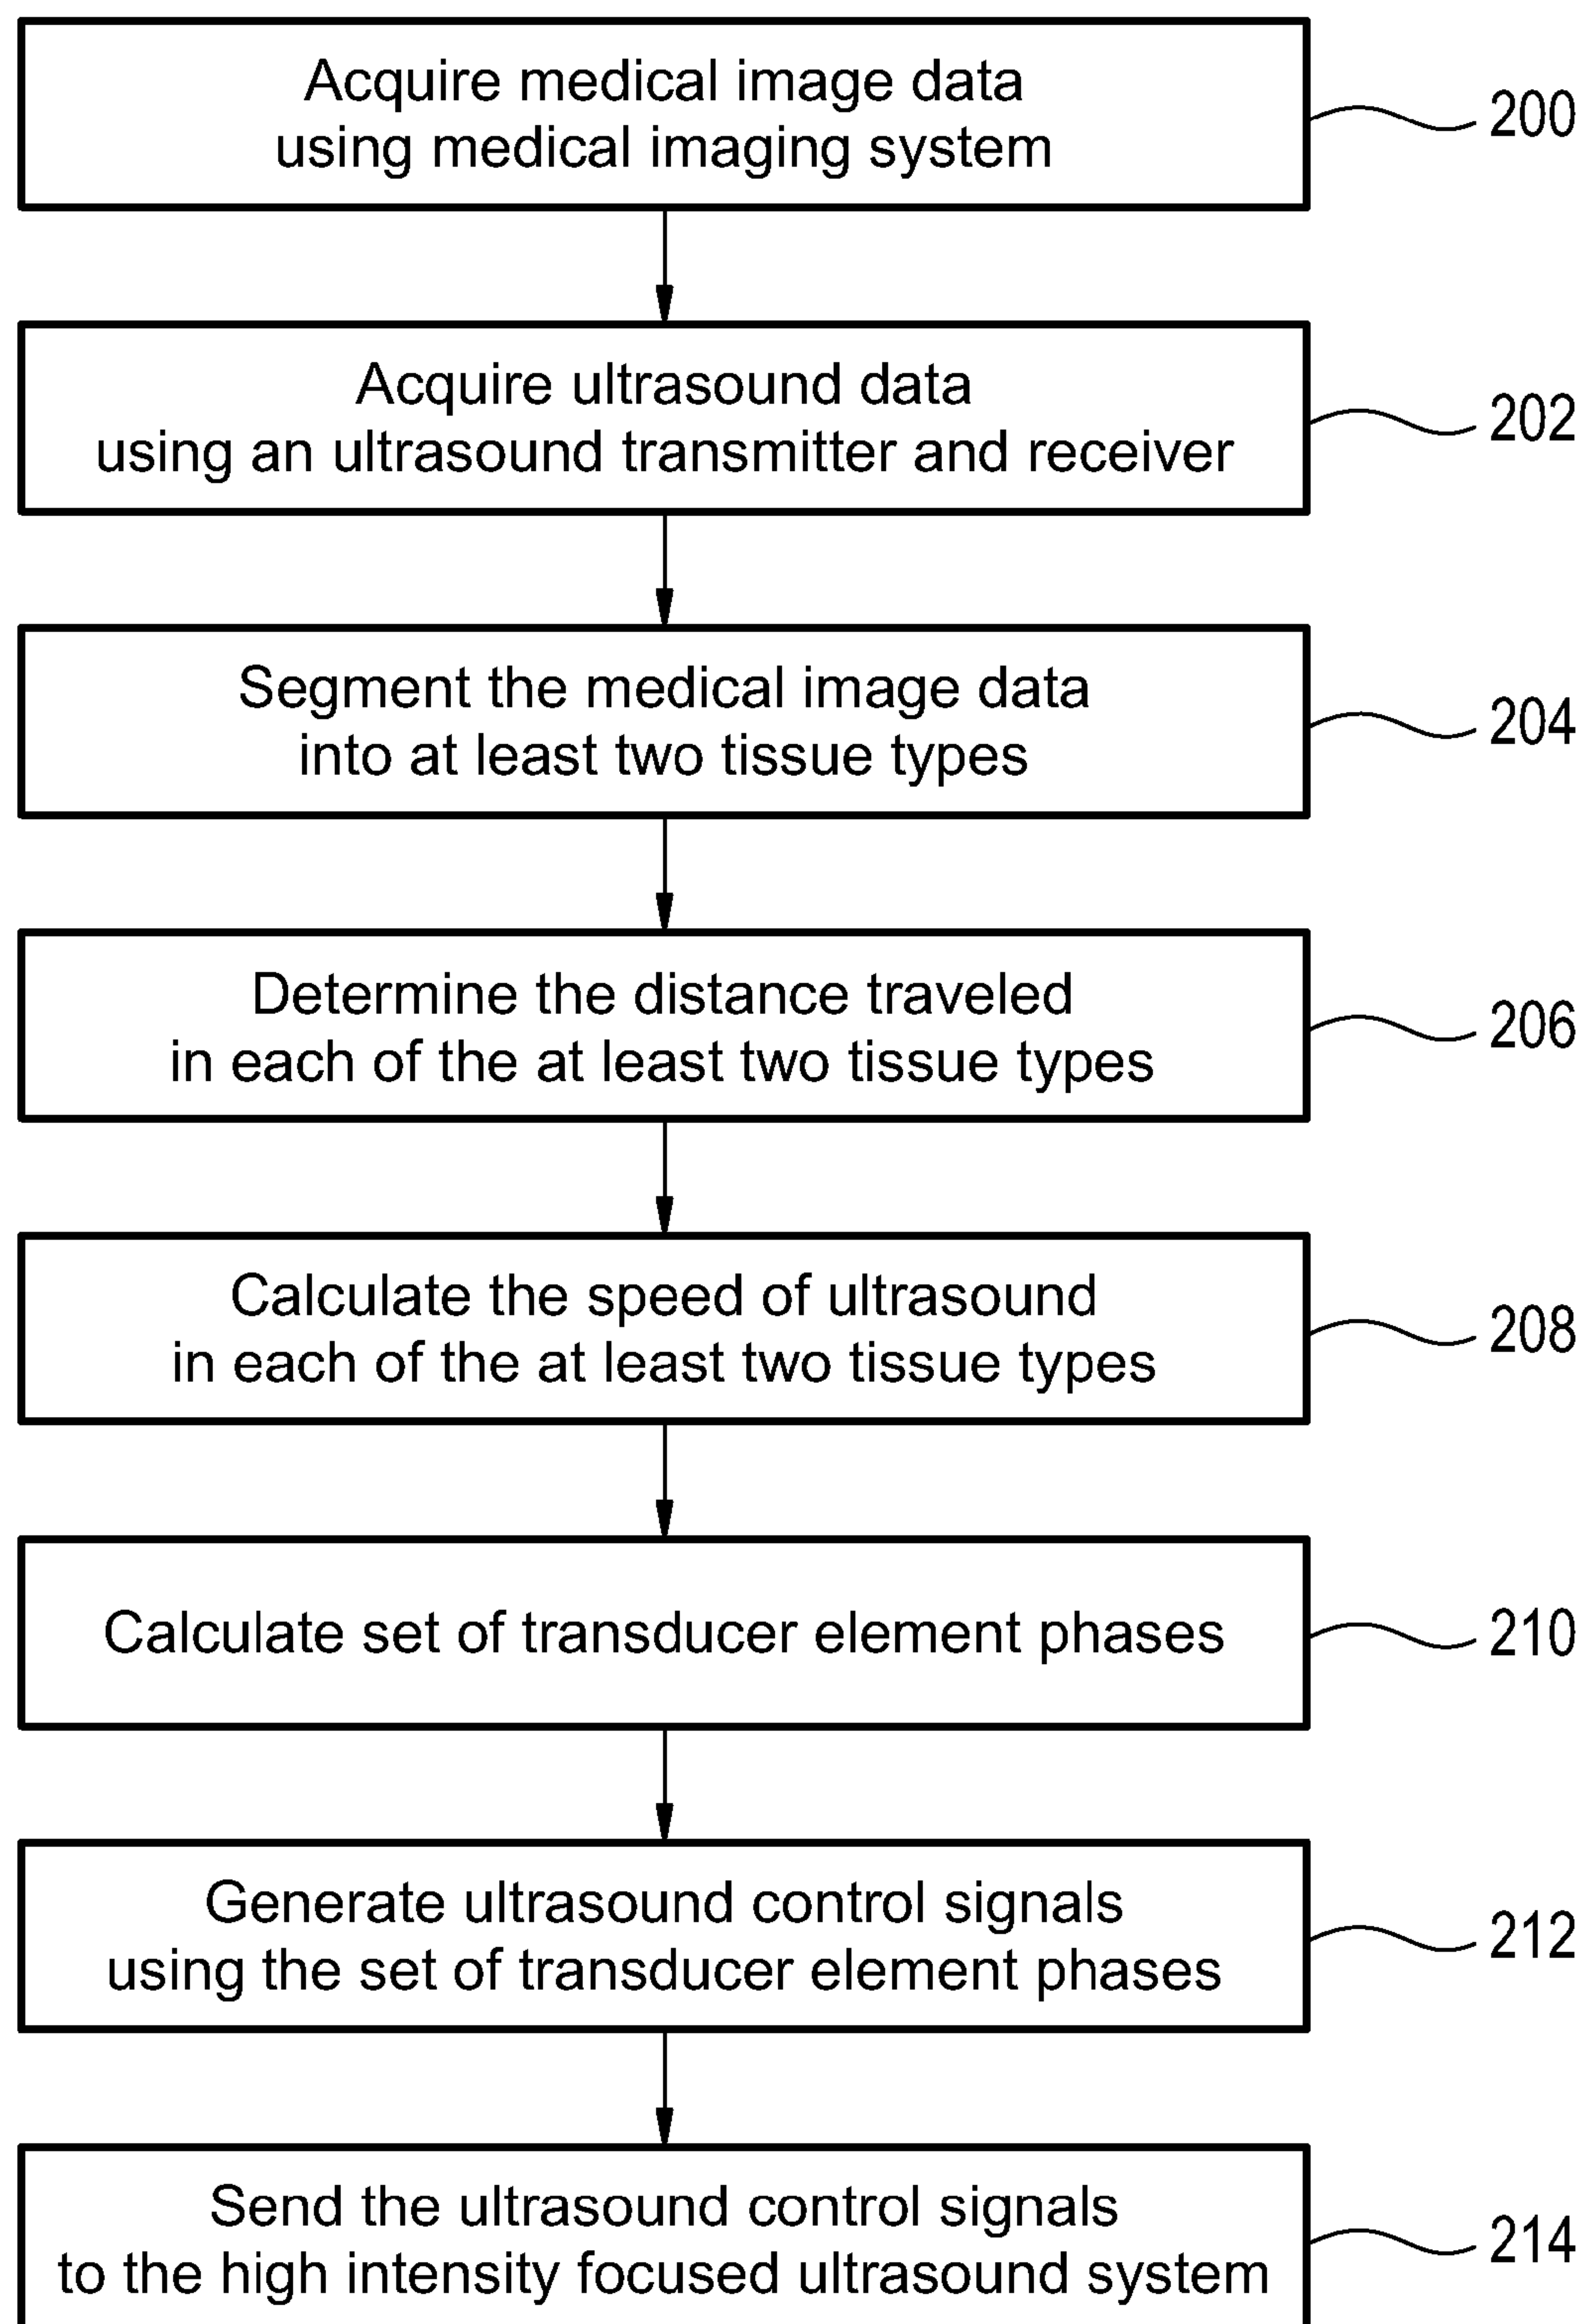 Acquire medical image data
using medical imaging system
200
Acquire ultrasound data
using an ultrasound transmitter and receiver
202
Segment the medical image data
into at least two tissue types
204
Determine the distance traveled
in each of the at least two tissue types
206
Calculate the speed of ultrasound
in each of the at least two tissue types
208
Calculate set of transducer element phases
210
Generate ultrasound control signals
using the set of transducer element phases
212
Send the ultrasound control signals
to the high intensity focused ultrasound system
214